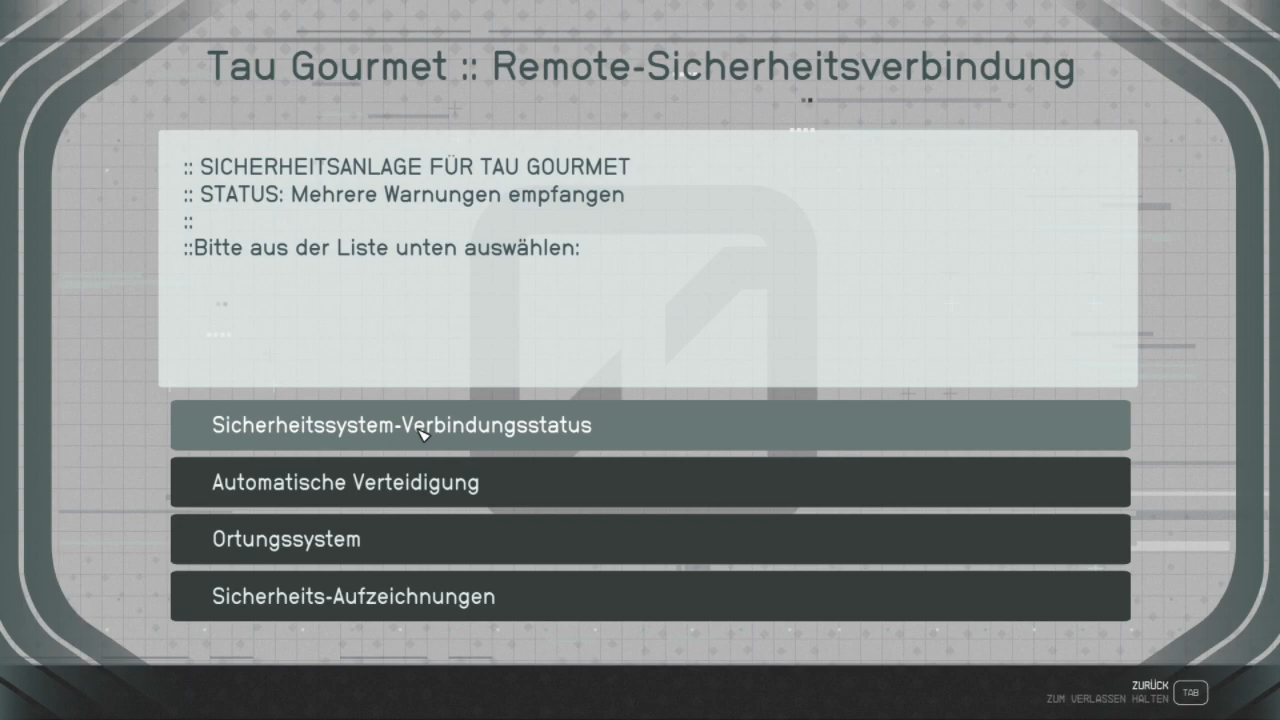 Tau Gourmet :: Remote-Sicherheitsverbindung
:: SICHERHEITSANLAGE FÜR TAU GOURMET
:: STATUS: Mehrere Warnungen empfangen
::
::Bitte aus der Liste unten auswählen:
Sicherheitssystem-Verbindungsstatus
Automatische Verteidigung
Ortungssystem
Sicherheits-Aufzeichnungen
ZURÜCK
ZUM VERLASSEN HALTEN TAB